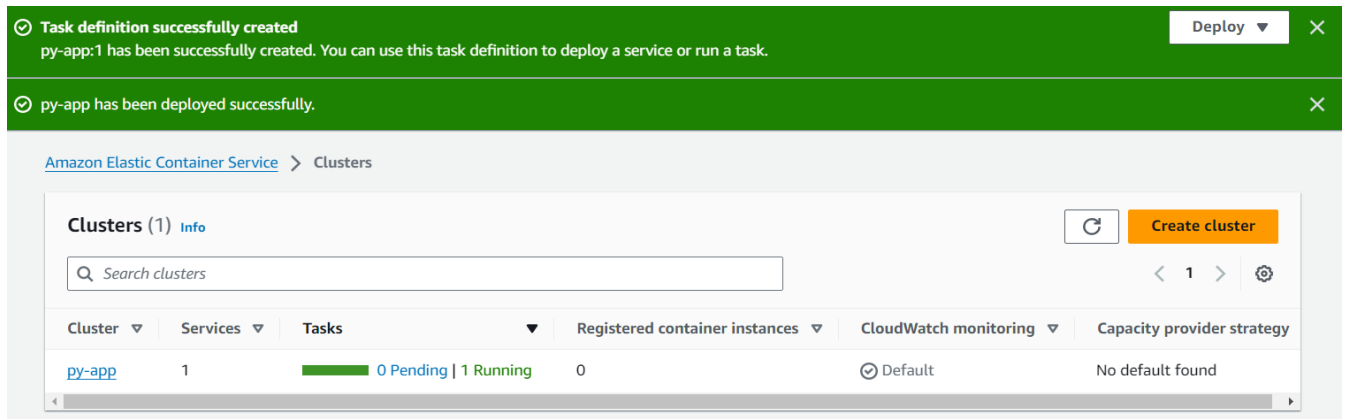 Task definition successfully created
Deploy
py-app:1 has been successfully created. You can use this task definition to deploy a service or run a task.
py-app has been deployed successfully.
Amazon Elastic Container Service > Clusters
Clusters (1) Info
Create cluster
Search clusters
1
Cluster Services Tasks Registered container instances CloudWatch monitoring Capacity provider strategy
py-app 1 0 Pending | 1 Running 0 Default No default found